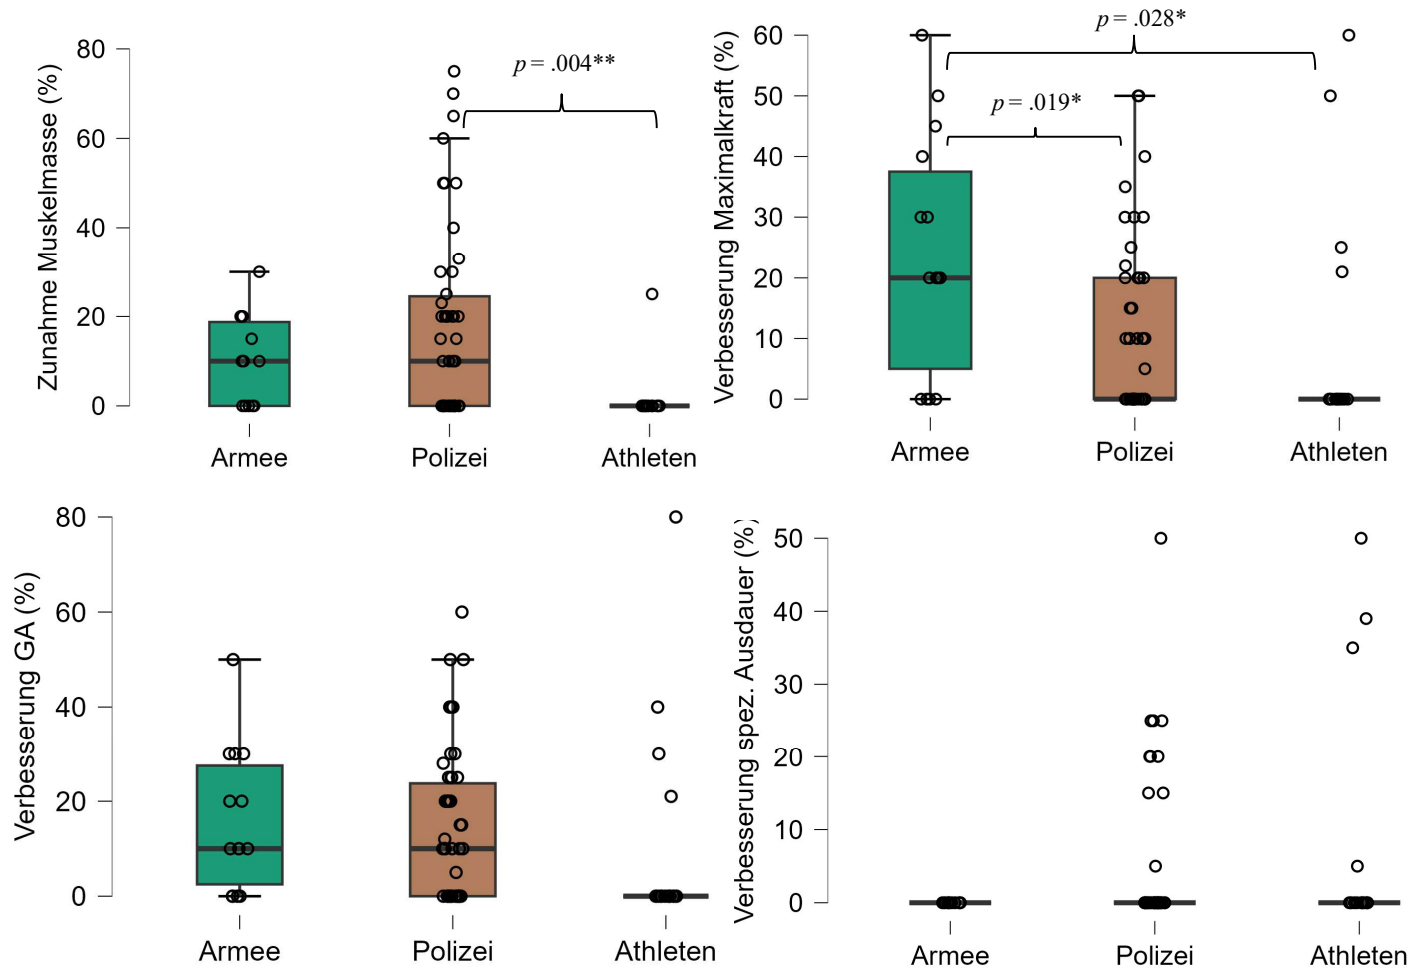 Zunahme Muskelmasse (%)
80
60
40
20
0
p = .004**
Armee
Polizei
Athleten
Verbesserung Maximalkraft (%)
60
50
40
30
20
10
0
p = .028*
p = .019*
Armee
Polizei
Athleten
Verbesserung GA (%)
80
60
40
20
0
Armee
Polizei
Athleten
Verbesserung spez. Ausdauer (%)
50
40
30
20
10
0
Armee
Polizei
Athleten